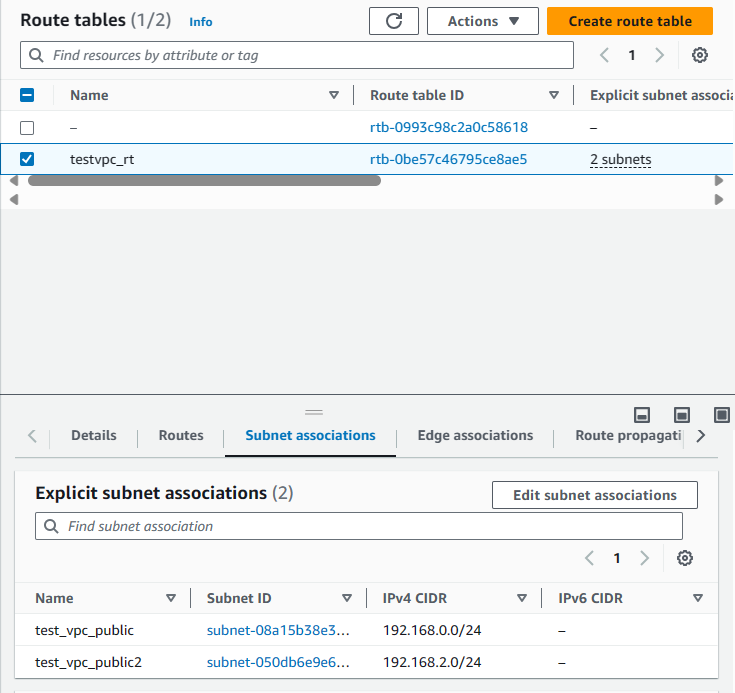 Route tables (1/2) Info Actions Create route table
Find resources by attribute or tag 1
Name Route table ID Explicit subnet associ
– rtb-0993c98c2a0c58618 –
testvpc_rt rtb-0be57c46795ce8ae5 2 subnets
Details Routes Subnet associations Edge associations Route propagati
Explicit subnet associations (2) Edit subnet associations
Find subnet association
1
Name Subnet ID IPv4 CIDR IPv6 CIDR
test_vpc_public subnet-08a15b38e3... 192.168.0.0/24 –
test_vpc_public2 subnet-050db6e9e6... 192.168.2.0/24 –